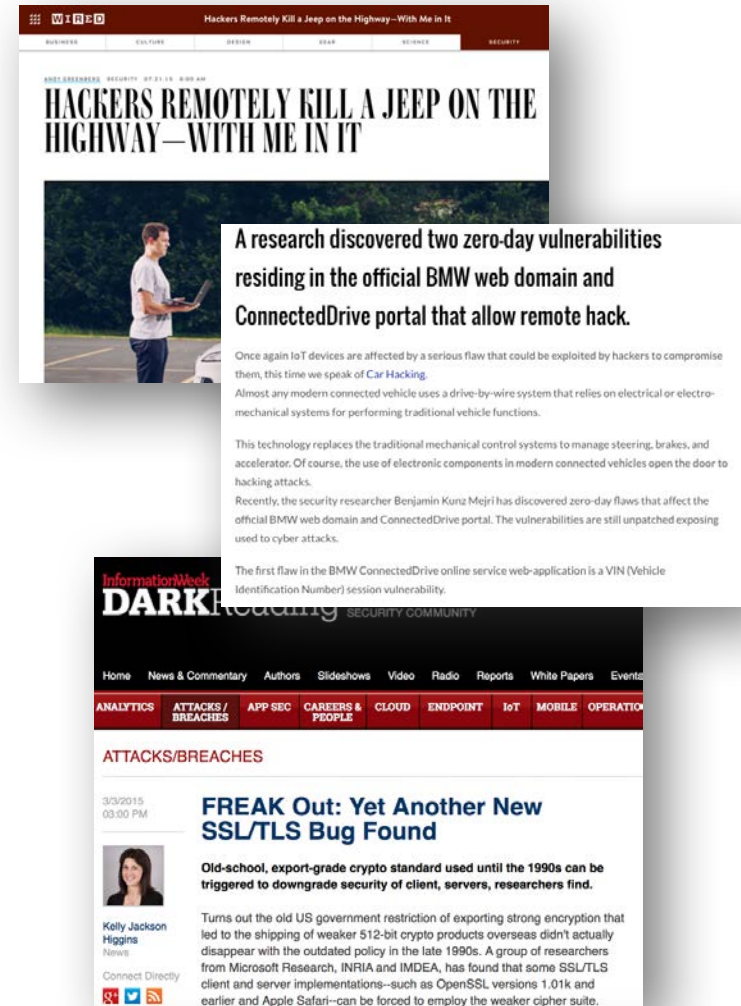 WIRED
Hackers Remotely Kill a Jeep on the Highway—With Me in It
BUSINESS CULTURE DESIGN GEAR SCIENCE SECURITY
ANDY GREENBERG SECURITY 07.21.15 6:00 AM
HACKERS REMOTELY KILL A JEEP ON THE
HIGHWAY—WITH ME IN IT
A research discovered two zero-day vulnerabilities
residing in the official BMW web domain and
ConnectedDrive portal that allow remote hack.
Once again IoT devices are affected by a serious flaw that could be exploited by hackers to compromise
them, this time we speak of Car Hacking.
Almost any modern connected vehicle uses a drive-by-wire system that relies on electrical or electro-
mechanical systems for performing traditional vehicle functions.
This technology replaces the traditional mechanical control systems to manage steering, brakes, and
accelerator. Of course, the use of electronic components in modern connected vehicles open the door to
hacking attacks.
Recently, the security researcher Benjamin Kunz Mejri has discovered zero-day flaws that affect the
official BMW web domain and ConnectedDrive portal. The vulnerabilities are still unpatched exposing
used to cyber attacks.
The first flaw in the BMW ConnectedDrive online service web-application is a VIN (Vehicle
Identification Number) session vulnerability.
InformationWeek
DARKReading SECURITY COMMUNITY
Home News & Commentary Authors Slideshows Video Radio Reports White Papers Events
ANALYTICS ATTACKS / BREACHES APP SEC CAREERS & PEOPLE CLOUD ENDPOINT IoT MOBILE OPERATIO
ATTACKS/BREACHES
3/3/2015
03:00 PM
Kelly Jackson
Higgins
News
Connect Directly
g+
FREAK Out: Yet Another New
SSL/TLS Bug Found
Old-school, export-grade crypto standard used until the 1990s can be
triggered to downgrade security of client, servers, researchers find.
Turns out the old US government restriction of exporting strong encryption that
led to the shipping of weaker 512-bit crypto products overseas didn't actually
disappear with the outdated policy in the late 1990s. A group of researchers
from Microsoft Research, INRIA and IMDEA, has found that some SSL/TLS
client and server implementations--such as OpenSSL versions 1.01k and
earlier and Apple Safari--can be forced to employ the weaker cipher suite.